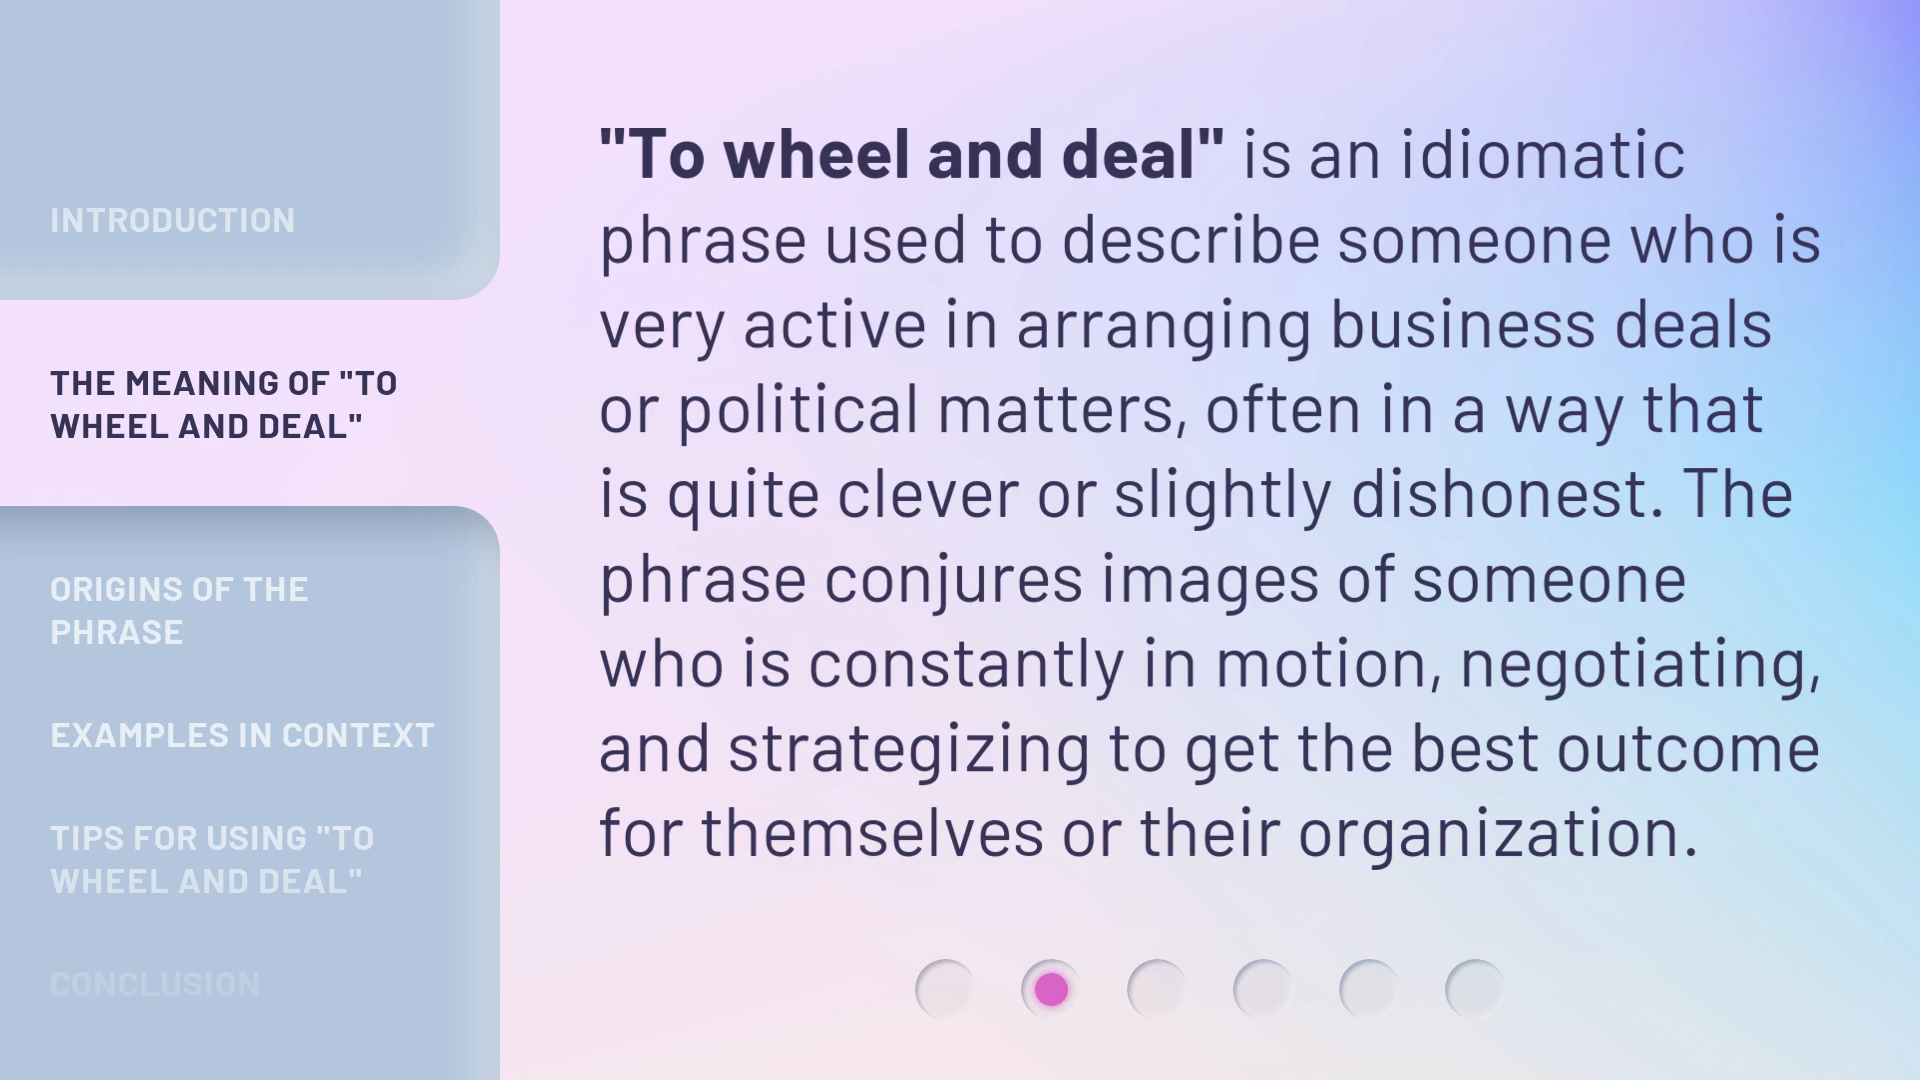 INTRODUCTION
THE MEANING OF "TO
WHEEL AND DEAL"
ORIGINS OF THE
PHRASE
EXAMPLES IN CONTEXT
TIPS FOR USING "TO
WHEEL AND DEAL"
CONCLUSION
"To wheel and deal" is an idiomatic
phrase used to describe someone who is
very active in arranging business deals
or political matters, often in a way that
is quite clever or slightly dishonest. The
phrase conjures images of someone
who is constantly in motion, negotiating,
and strategizing to get the best outcome
for themselves or their organization.